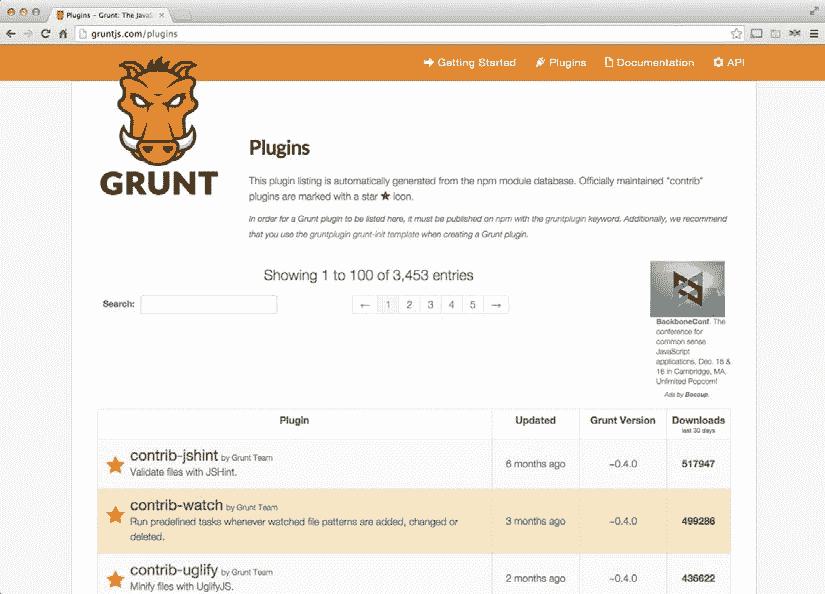 Plugins – Grunt: The JavaS
gruntjs.com/plugins
Getting Started Plugins Documentation API
GRUNT
Plugins
This plugin listing is automatically generated from the npm module database. Officially maintained "contrib"
plugins are marked with a star ★ icon.
In order for a Grunt plugin to be listed here, it must be published on npm with the gruntplugin keyword. Additionally, we recommend
that you use the gruntplugin grunt-init template when creating a Grunt plugin.
Showing 1 to 100 of 3,453 entries
Search:
← 1 2 3 4 5 →
BackboneConf. The
conference for
common sense
JavaScript
applications. Dec. 15 &
16 in Cambridge, MA.
Unlimited Popcorn!
Ads by Bocoup.
Plugin Updated Grunt Version Downloads
last 30 days
contrib-jshint by Grunt Team
Validate files with JSHint.
6 months ago ~0.4.0 517947
contrib-watch by Grunt Team
Run predefined tasks whenever watched file patterns are added, changed or
deleted.
3 months ago ~0.4.0 499286
contrib-uglify by Grunt Team
Minify files with UglifyJS.
2 months ago ~0.4.0 436622